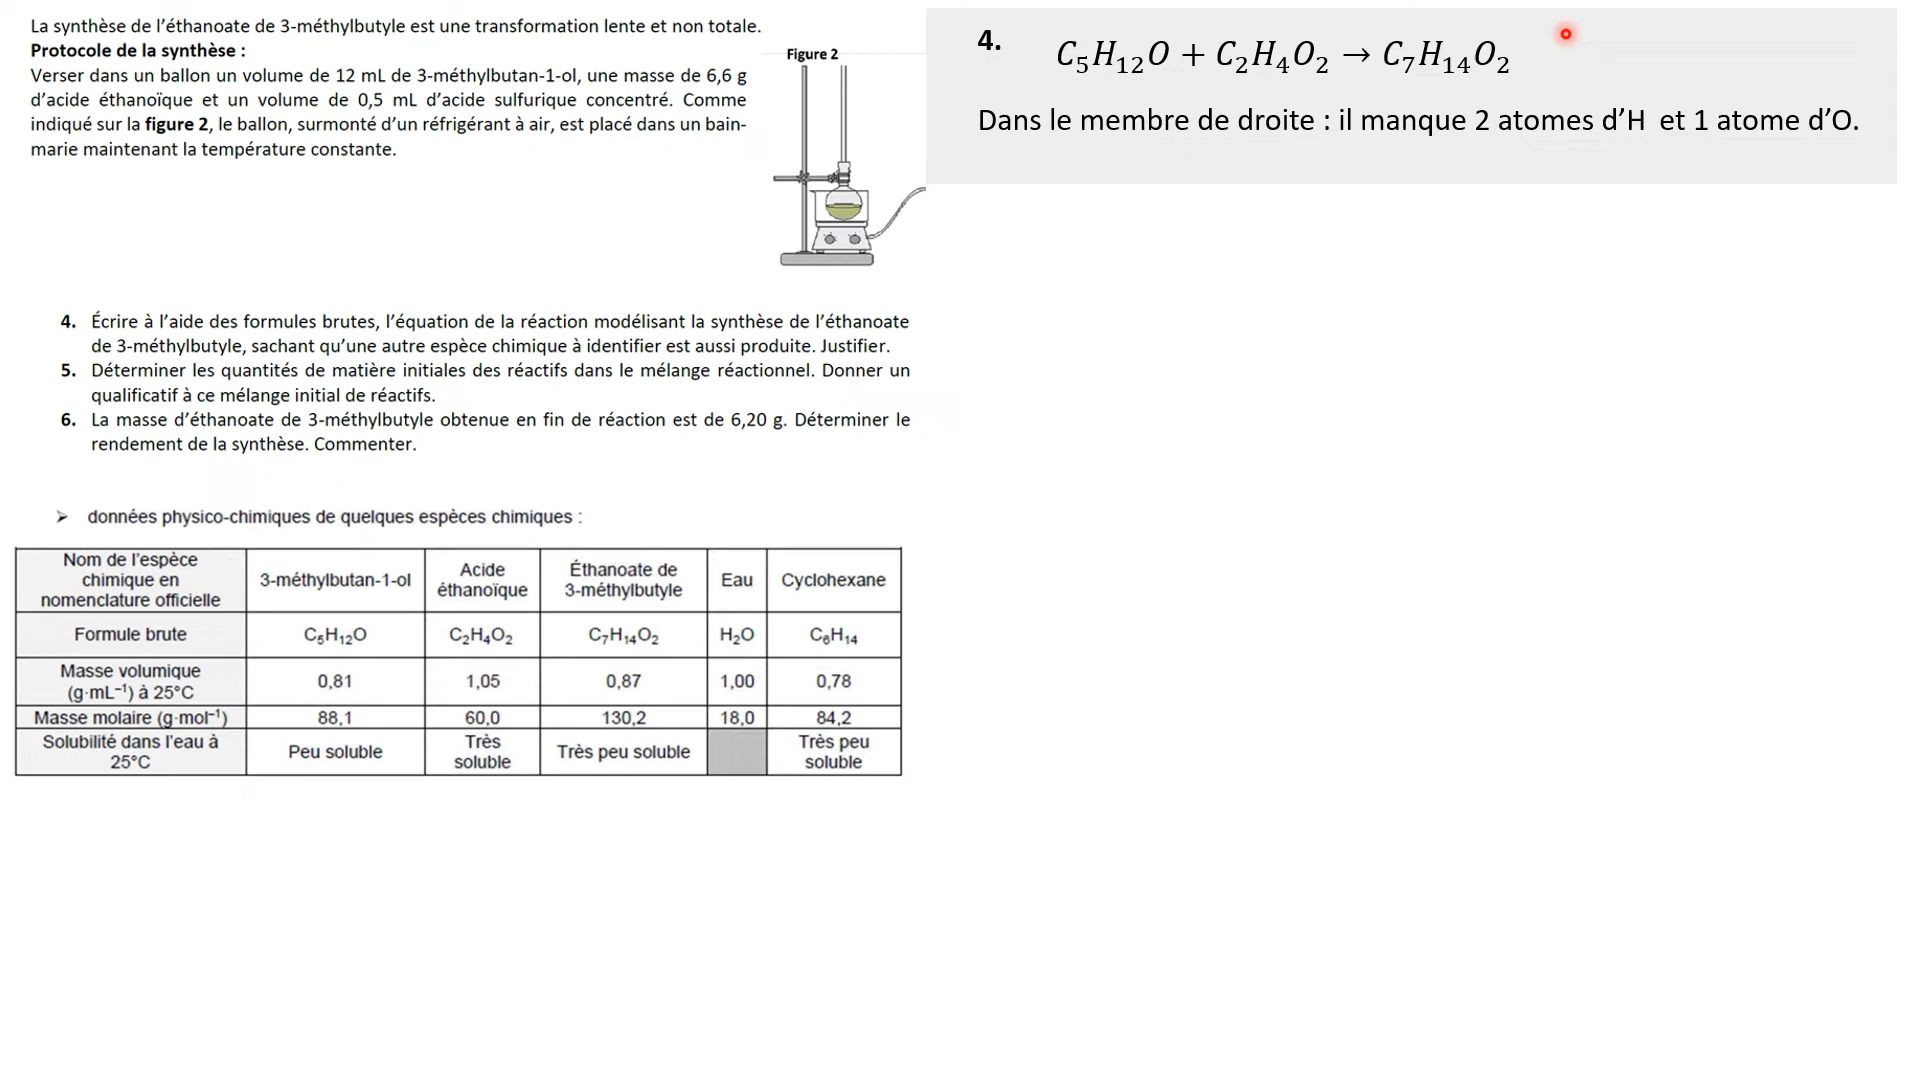 La synthèse de l’éthanoate de 3-méthylbutyle est une transformation lente et non totale.
Protocole de la synthèse :
Verser dans un ballon un volume de 12 mL de 3-méthylbutan-1-ol, une masse de 6,6 g
d’acide éthanoïque et un volume de 0,5 mL d’acide sulfurique concentré. Comme
indiqué sur la figure 2, le ballon, surmonté d’un réfrigérant à air, est placé dans un bain-
marie maintenant la température constante.
Figure 2
4. Écrire à l’aide des formules brutes, l’équation de la réaction modélisant la synthèse de l’éthanoate
de 3-méthylbutyle, sachant qu’une autre espèce chimique à identifier est aussi produite. Justifier.
5. Déterminer les quantités de matière initiales des réactifs dans le mélange réactionnel. Donner un
qualificatif à ce mélange initial de réactifs.
6. La masse d’éthanoate de 3-méthylbutyle obtenue en fin de réaction est de 6,20 g. Déterminer le
rendement de la synthèse. Commenter.
➢ données physico-chimiques de quelques espèces chimiques :
Nom de l’espèce
chimique en
nomenclature officielle
3-méthylbutan-1-ol
Acide
éthanoïque
Éthanoate de
3-méthylbutyle
Eau
Cyclohexane
Formule brute
C₅H₁₂O
C₂H₄O₂
C₇H₁₄O₂
H₂O
C₆H₁₄
Masse volumique
(g·mL⁻¹) à 25°C
0,81
1,05
0,87
1,00
0,78
Masse molaire (g·mol⁻¹)
88,1
60,0
130,2
18,0
84,2
Solubilité dans l’eau à
25°C
Peu soluble
Très
soluble
Très peu soluble
Très peu
soluble
4. C₅H₁₂O + C₂H₄O₂ → C₇H₁₄O₂
Dans le membre de droite : il manque 2 atomes d’H et 1 atome d’O.